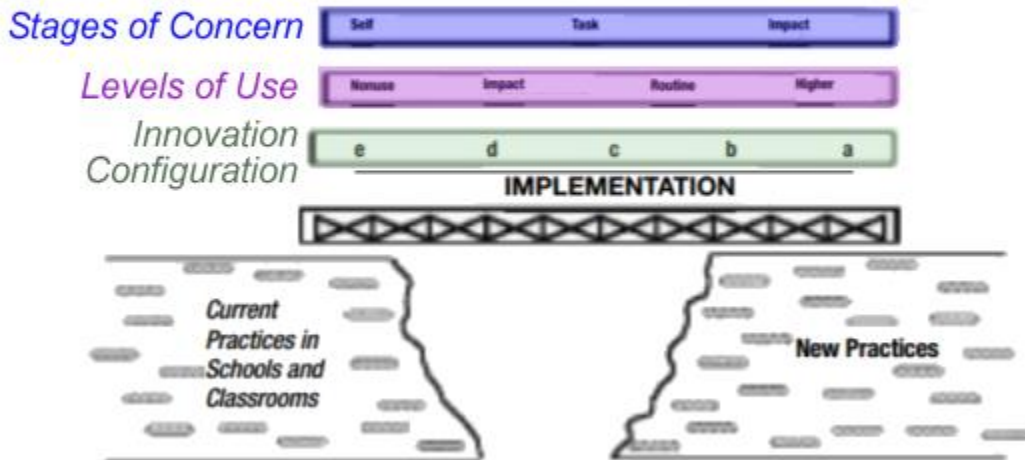 Stages of Concern
Self Task Impact
Levels of Use
Nonuse Impact Routine Higher
Innovation
Configuration
e d c b a
IMPLEMENTATION
Current
Practices in
Schools and
Classrooms
New Practices